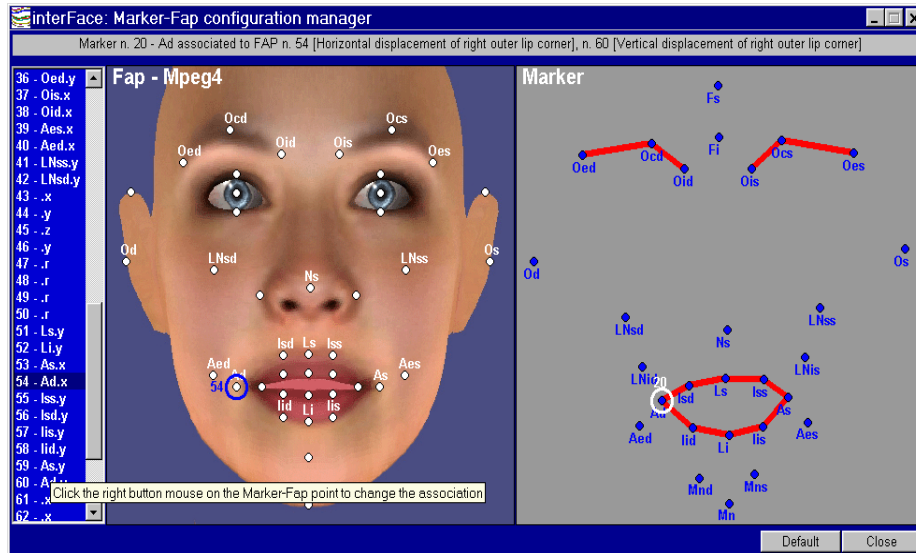 interFace: Marker-Fap configuration manager
Marker n. 20 - Ad associated to FAP n. 54 [Horizontal displacement of right outer lip corner], n. 60 [Vertical displacement of right outer lip corner]
36 - Oed.y
37 - Ois.x
38 - Oid.x
39 - Aes.x
40 - Aed.x
41 - LNss.y
42 - LNsd.y
43 - .x
44 - .y
45 - .z
46 - .y
47 - .r
48 - .r
49 - .r
50 - .r
51 - Ls.y
52 - Li.y
53 - As.x
54 - Ad.x
55 - Iss.y
56 - Isd.y
57 - Iis.y
58 - Iid.y
59 - As.y
60 - Ad.y
61 - .x
62 - .x
Fap - Mpeg4
Ocd Ocs
Oed Oid Ois Oes
Od LNsd LNss Os
Ns
Isd Ls Iss
Aed Ad As Aes
54
Iid Li Iis
Click the right button mouse on the Marker-Fap point to change the association
Marker
Fs
Fi
Ocd Ocs
Oed Oid Ois Oes
Od Os
LNsd Ns LNss
LNid LNis
20
Isd Ls Iss
Ad As
Aed Iid Li Iis Aes
Mnd Mns
Mn
Default Close